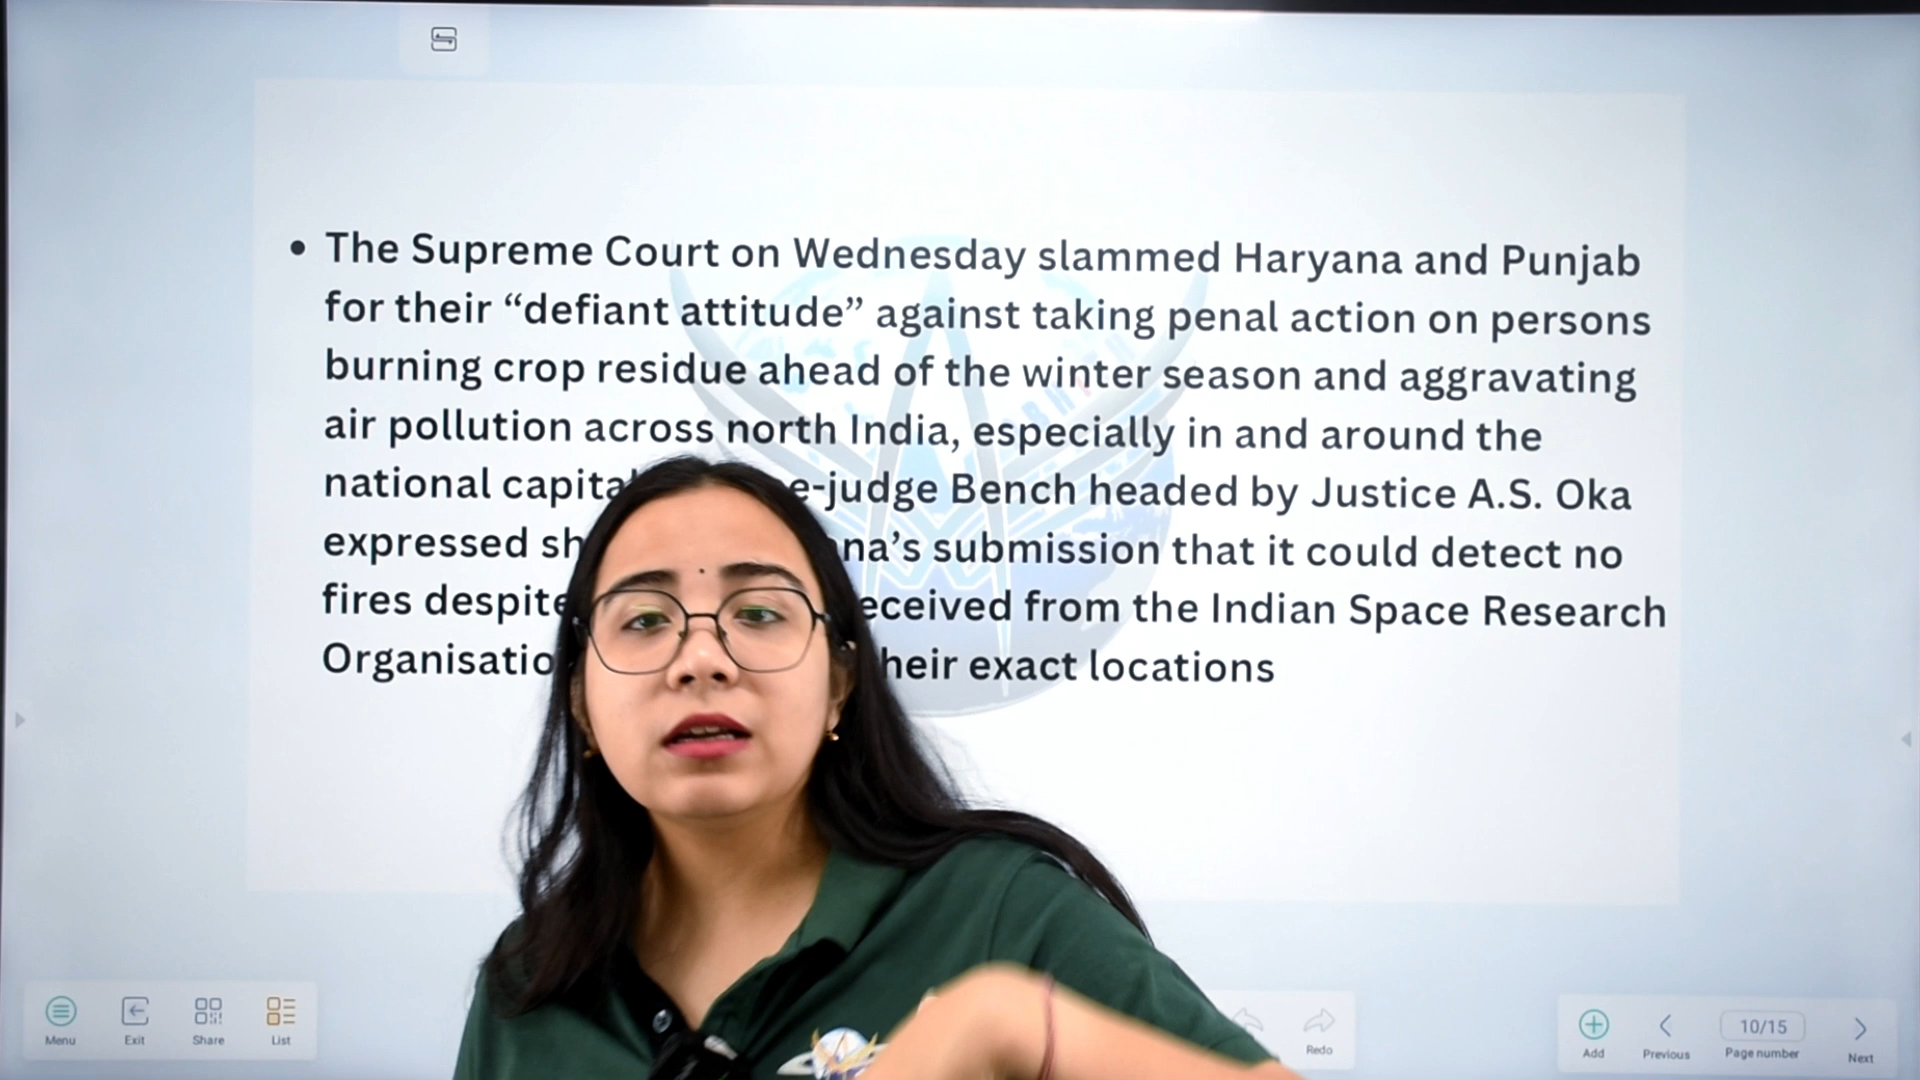 • The Supreme Court on Wednesday slammed Haryana and Punjab
for their “defiant attitude” against taking penal action on persons
burning crop residue ahead of the winter season and aggravating
air pollution across north India, especially in and around the
national capital e-judge Bench headed by Justice A.S. Oka
expressed sh na’s submission that it could detect no
fires despite eceived from the Indian Space Research
Organisatio heir exact locations
Menu Exit Share List Redo Add Previous 10/15 Page number Next